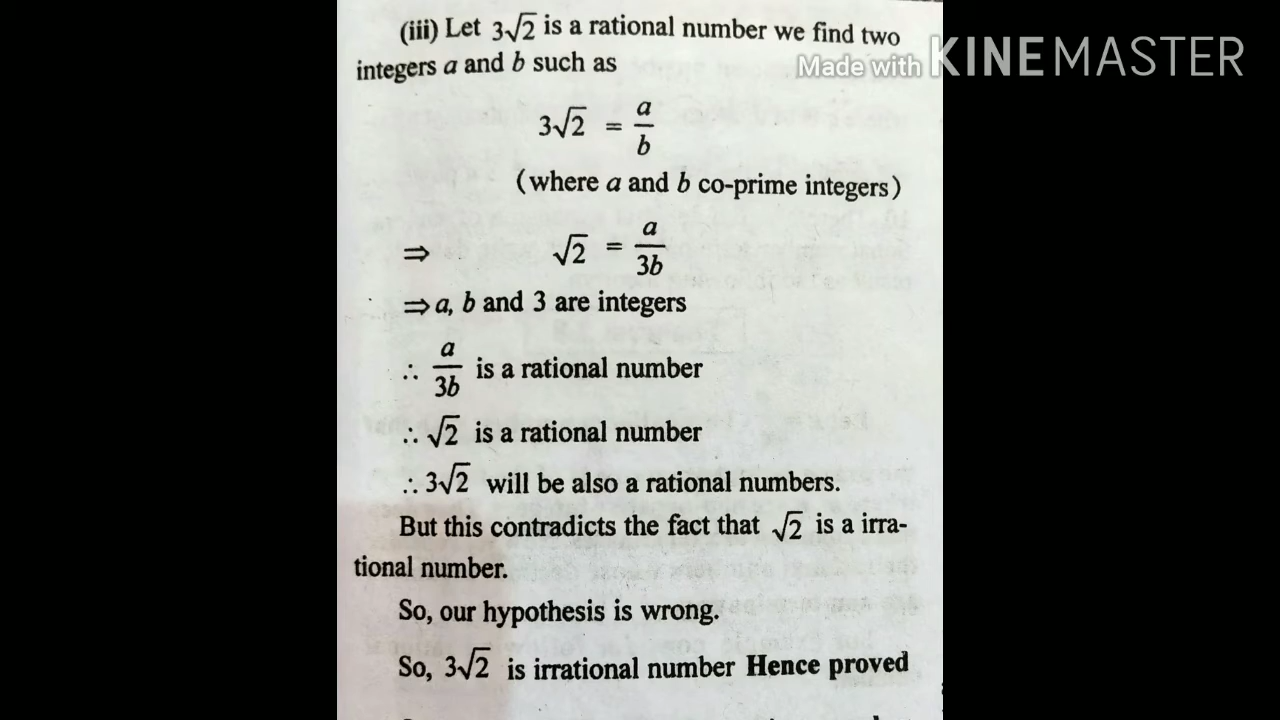 (iii) Let 3√2 is a rational number we find two
integers a and b such as
Made with KINEMASTER
3√2 = a/b
(where a and b co-prime integers)
⇒ √2 = a/3b
⇒ a, b and 3 are integers
∴ a/3b is a rational number
∴ √2 is a rational number
∴ 3√2 will be also a rational numbers.
But this contradicts the fact that √2 is a irra-
tional number.
So, our hypothesis is wrong.
So, 3√2 is irrational number Hence proved